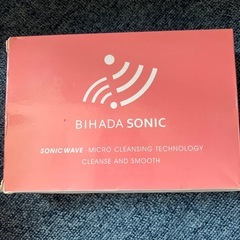 BIHADA SONIC
SONIC WAVE MICRO CLEANSING TECHNOLOGY
CLEANSE AND SMOOTH